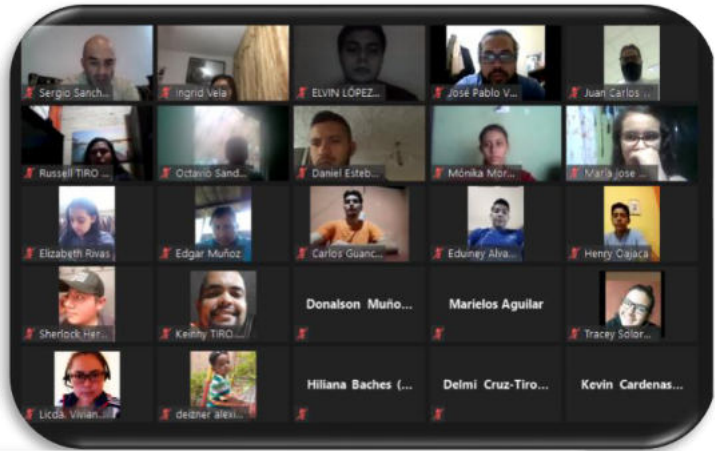 Sergio Sanch...
Ingrid Vela
ELVIN LÓPEZ...
José Pablo V...
Juan Carlos ...
Russell TIRO ...
Octavio Sand...
Daniel Esteb...
Mónika Mor...
María Jose ...
Elizabeth Rivas
Edgar Muñoz
Carlos Guanc...
Eduiney Alva...
Henry Oajaca
Sherlock Her...
Keinny TIRO ...
Donalson Muño...
Marielos Aguilar
Tracey Solor...
Licda. Vivian...
deizner alexi...
Hiliana Baches (...
Delmi Cruz-Tiro...
Kevin Cardenas...